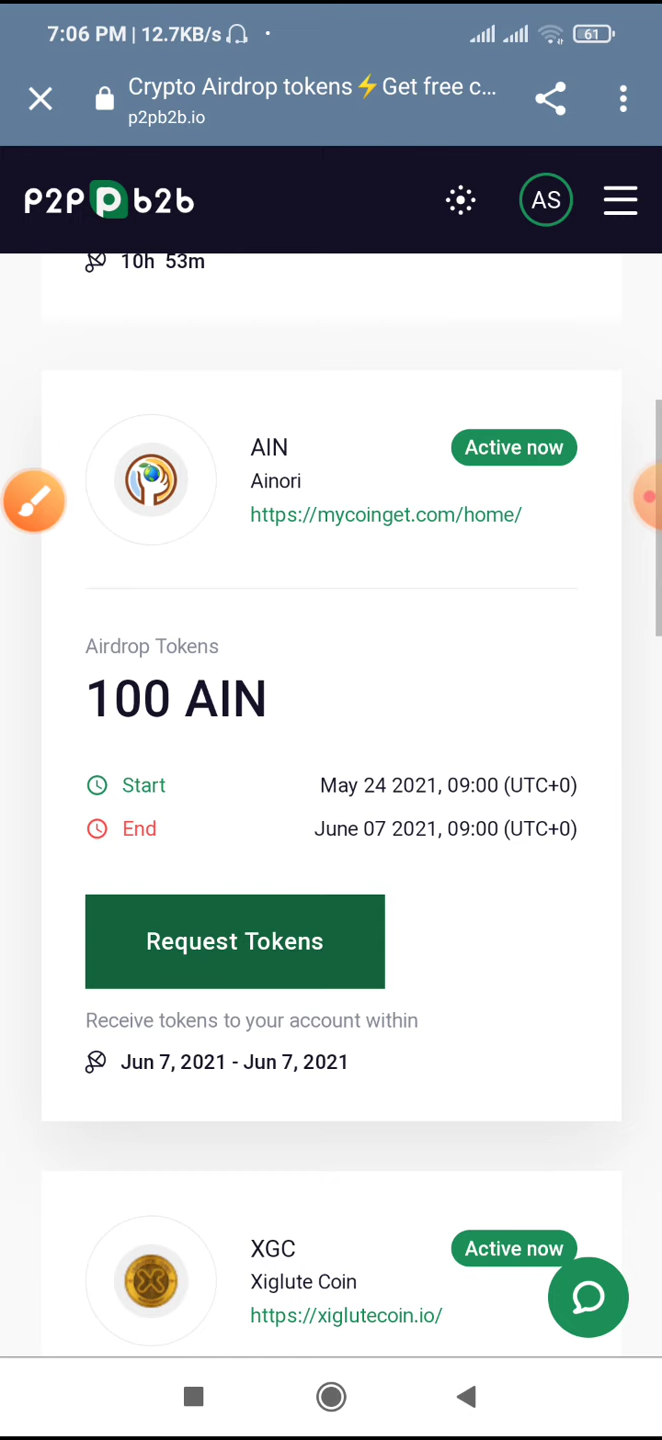 7:06 PM | 12.7KB/s
61
Crypto Airdrop tokens⚡Get free c...
p2pb2b.io
P2P b2b
AS
10h 53m
AIN
Active now
Ainori
https://mycoinget.com/home/
Airdrop Tokens
100 AIN
Start
May 24 2021, 09:00 (UTC+0)
End
June 07 2021, 09:00 (UTC+0)
Request Tokens
Receive tokens to your account within
Jun 7, 2021 - Jun 7, 2021
XGC
Active now
Xiglute Coin
https://xiglutecoin.io/